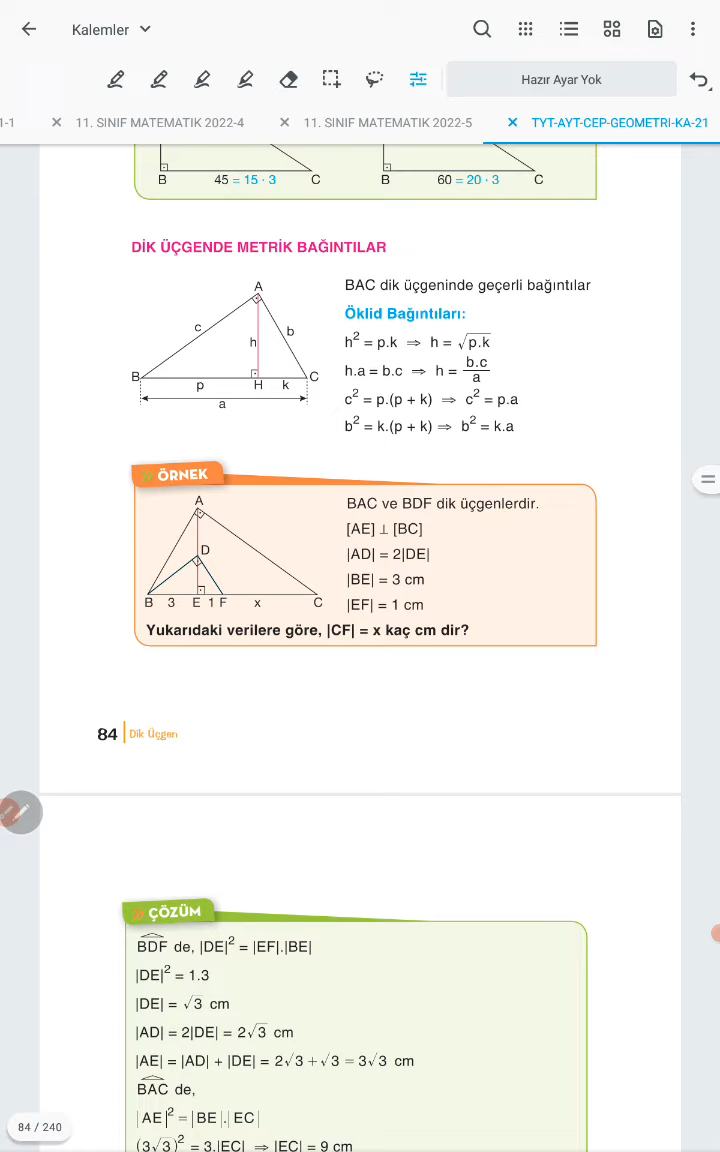 Kalemler
Hazır Ayar Yok
1-1
11. SINIF MATEMATIK 2022-4
11. SINIF MATEMATIK 2022-5
TYT-AYT-CEP-GEOMETRI-KA-21
B 45 = 15 · 3 C
B 60 = 20 · 3 C
DİK ÜÇGENDE METRİK BAĞINTILAR
A
c
b
h
B
p
H
k
C
a
BAC dik üçgeninde geçerli bağıntılar
Öklid Bağıntıları:
h² = p.k ⇒ h = √p.k
h.a = b.c ⇒ h = b.c/a
c² = p.(p + k) ⇒ c² = p.a
b² = k.(p + k) ⇒ b² = k.a
ÖRNEK
A
D
B 3 E 1 F x C
BAC ve BDF dik üçgenlerdir.
[AE] ⊥ [BC]
|AD| = 2|DE|
|BE| = 3 cm
|EF| = 1 cm
Yukarıdaki verilere göre, |CF| = x kaç cm dir?
84 Dik Üçgen
ÇÖZÜM
BDF de, |DE|² = |EF|.|BE|
|DE|² = 1.3
|DE| = √3 cm
|AD| = 2|DE| = 2√3 cm
|AE| = |AD| + |DE| = 2√3 + √3 = 3√3 cm
BAC de,
|AE|² = |BE|.|EC|
(3√3)² = 3.|EC| ⇒ |EC| = 9 cm
84 / 240